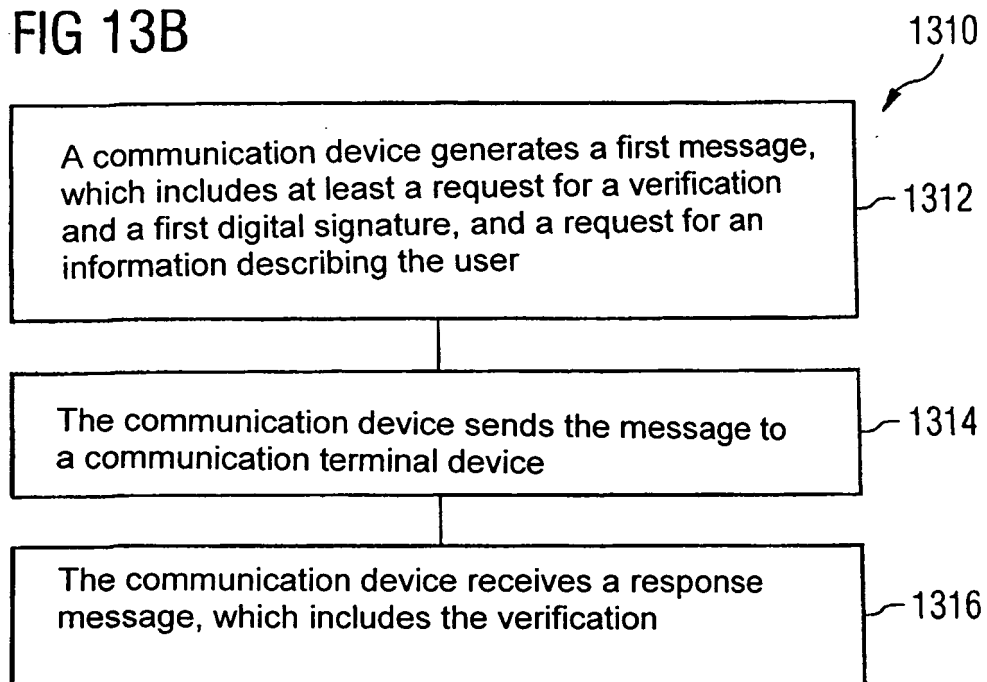 FIG 13B
1310
A communication device generates a first message,
which includes at least a request for a verification
and a first digital signature, and a request for an
information describing the user
1312
The communication device sends the message to
a communication terminal device
1314
The communication device receives a response
message, which includes the verification
1316